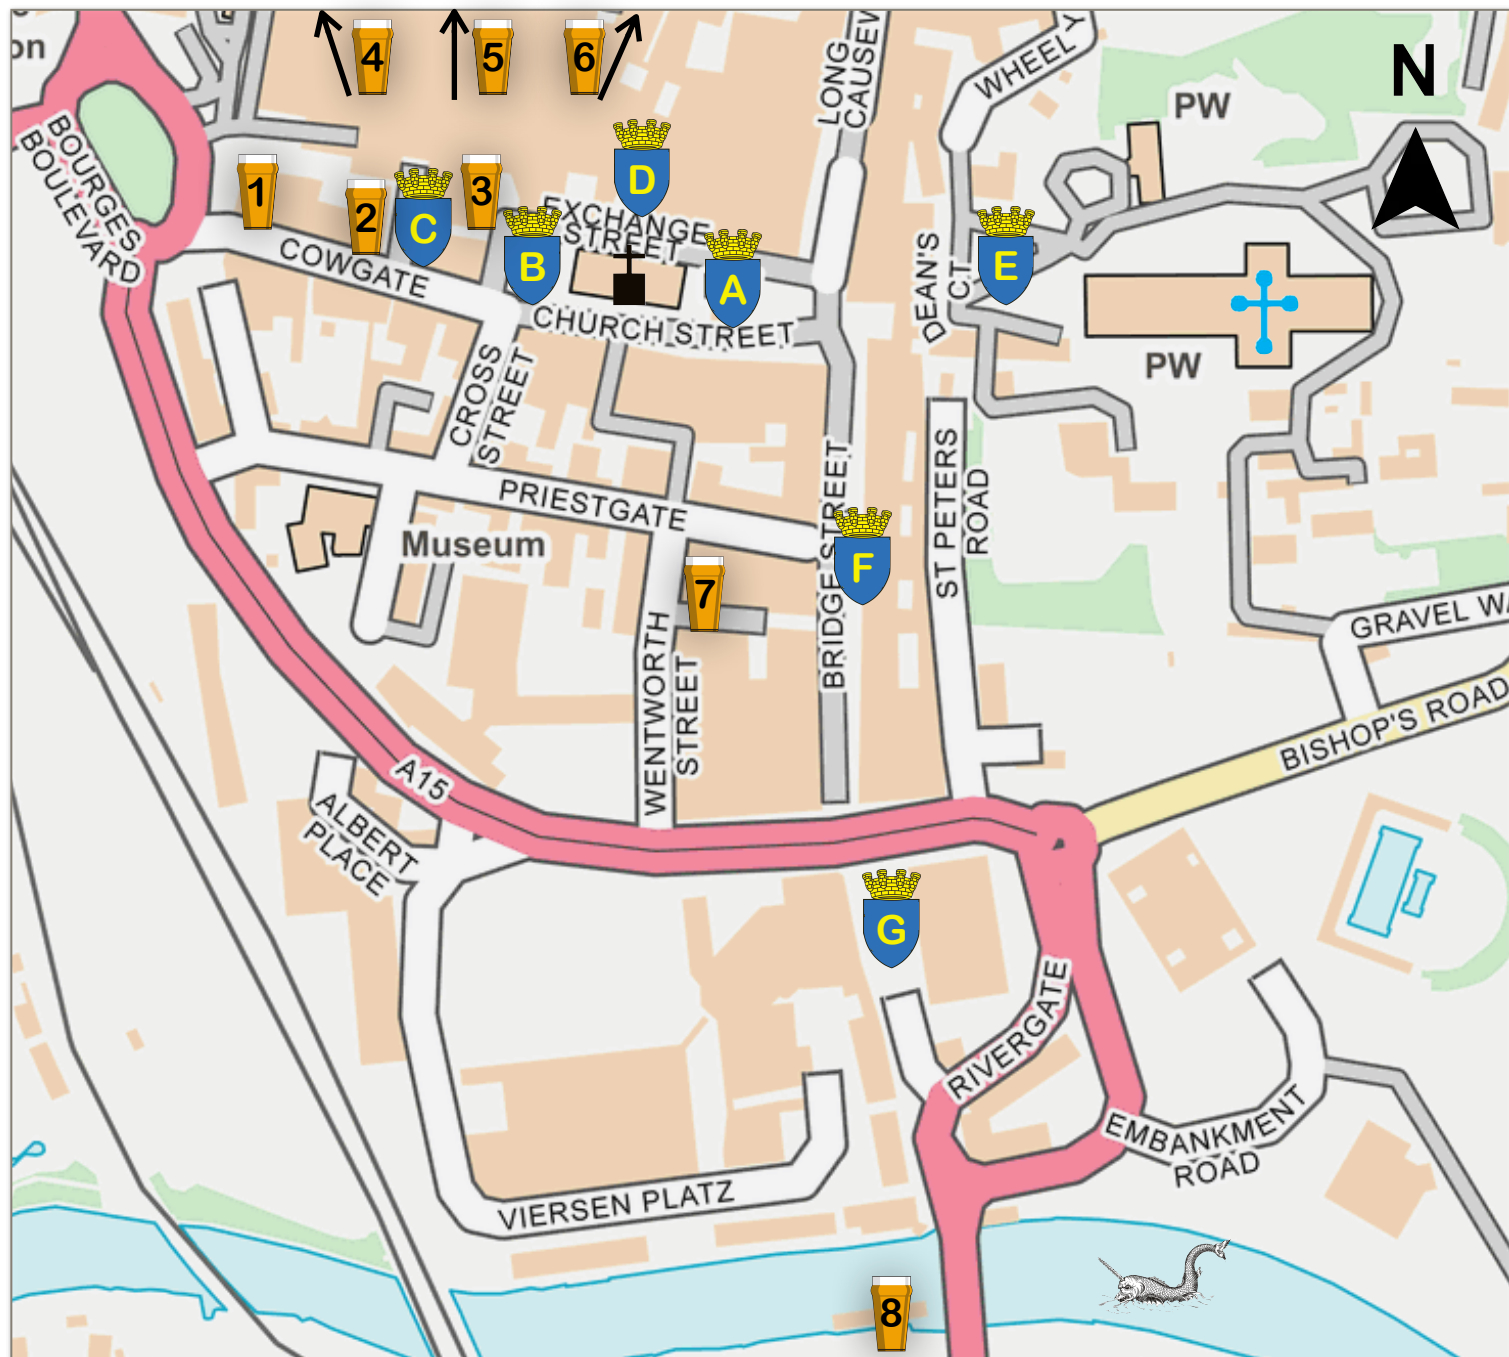 on
4
5
6
LONG
CAUSEW
WHEEL Y
N
PW
BOURGES
BOULEVARD
1
2
C
3
D
EXCHANGE
STREET
B
A
COWGATE
CHURCH STREET
DEAN'S
CT
E
PW
CROSS
STREET
PRIESTGATE
Museum
BRIDGE STREET
F
ST PETERS
ROAD
7
WENTWORTH
STREET
GRAVEL WA
BISHOP'S ROAD
A15
ALBERT
PLACE
G
RIVERGATE
EMBANKMENT
ROAD
VIERSEN PLATZ
8